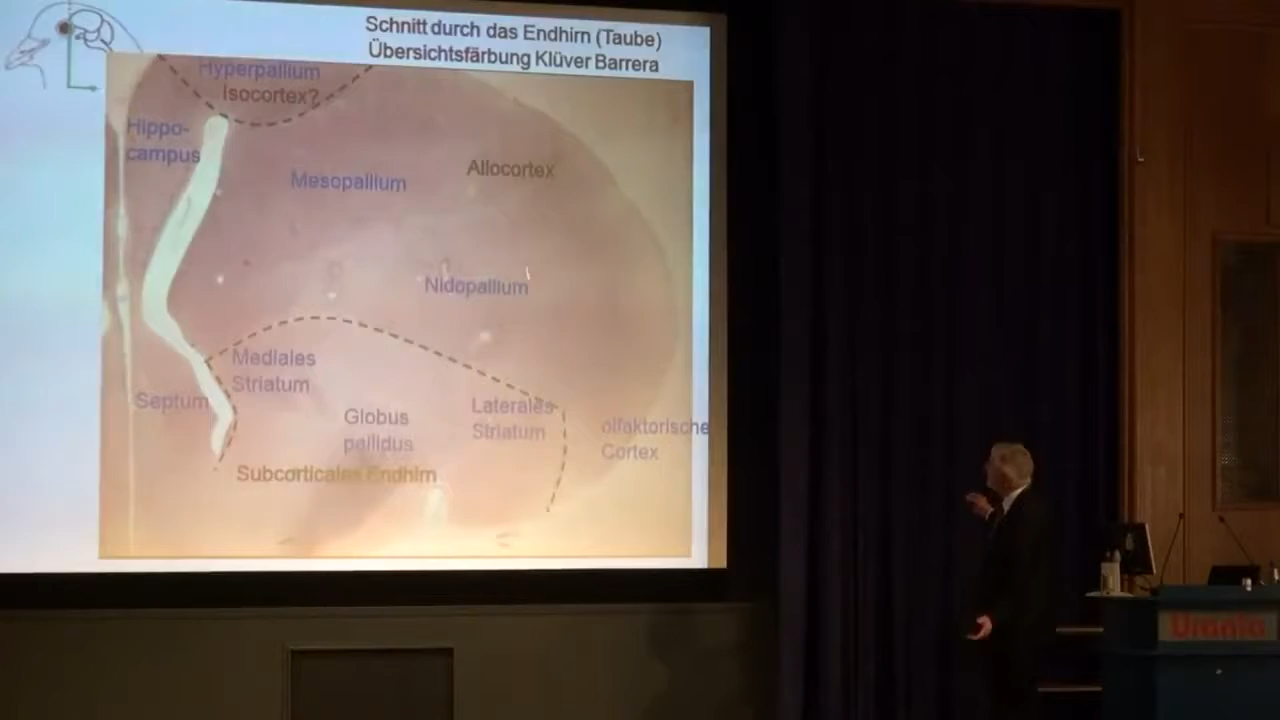 Schnitt durch das Endhirn (Taube)
Übersichtsfärbung Klüver Barrera
Hyperpallium
Isocortex?
Hippo-
campus
Mesopallium
Allocortex
Nidopallium
Mediales
Striatum
Septum
Globus
pallidus
Laterales
Striatum
olfaktorische
Cortex
Subcorticales Endhirn
Urania